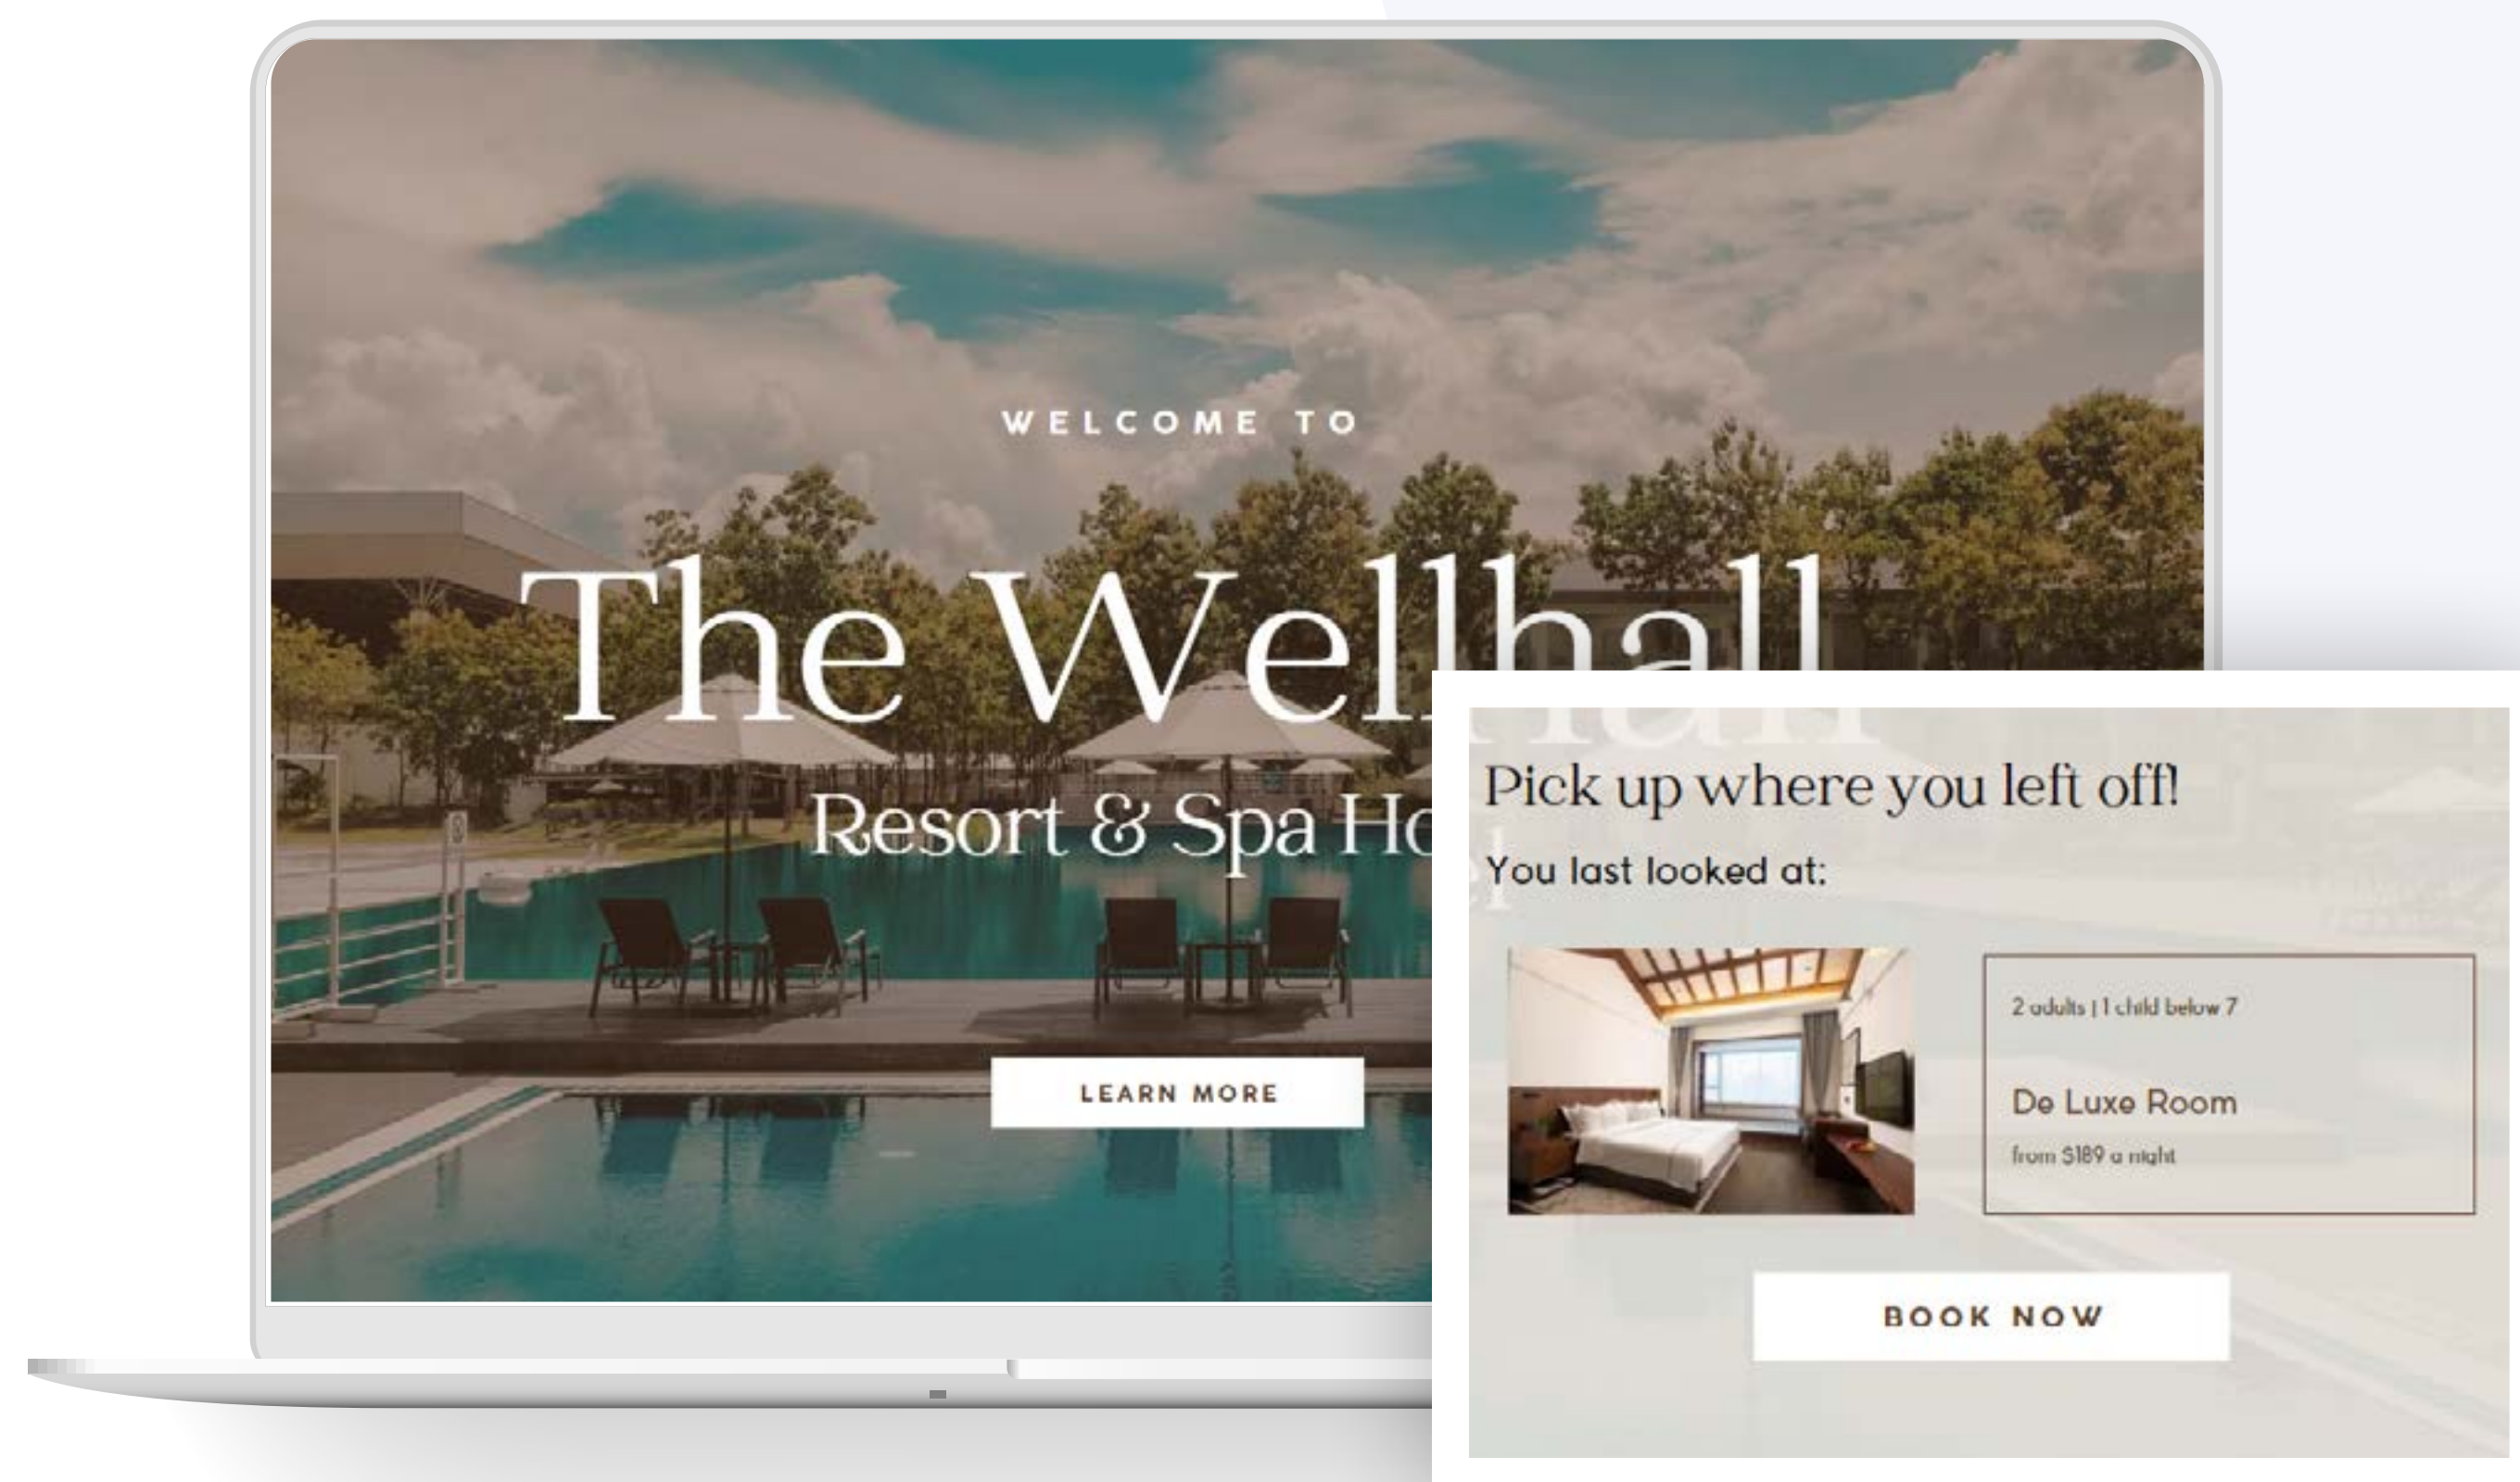 WELCOME TO
The Wellhall
Resort & Spa Ho
LEARN MORE
Pick up where you left off!
You last looked at:
2 adults | 1 child below 7
De Luxe Room
from $189 a night
BOOK NOW